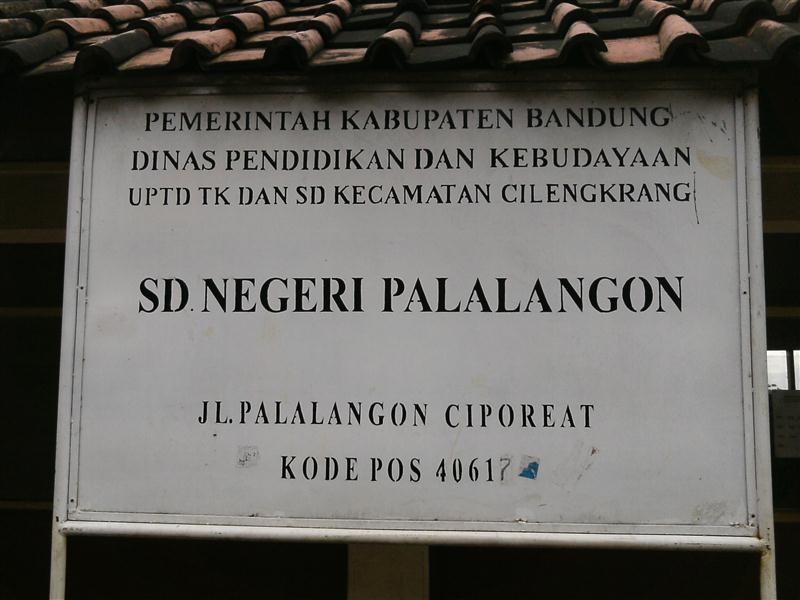 PEMERINTAH KABUPATEN BANDUNG
DINAS PENDIDIKAN DAN KEBUDAYAAN
UPTD TK DAN SD KECAMATAN CILENGKRANG
SD. NEGERI PALALANGON
JL. PALALANGON CIPOREAT
KODE POS 40617